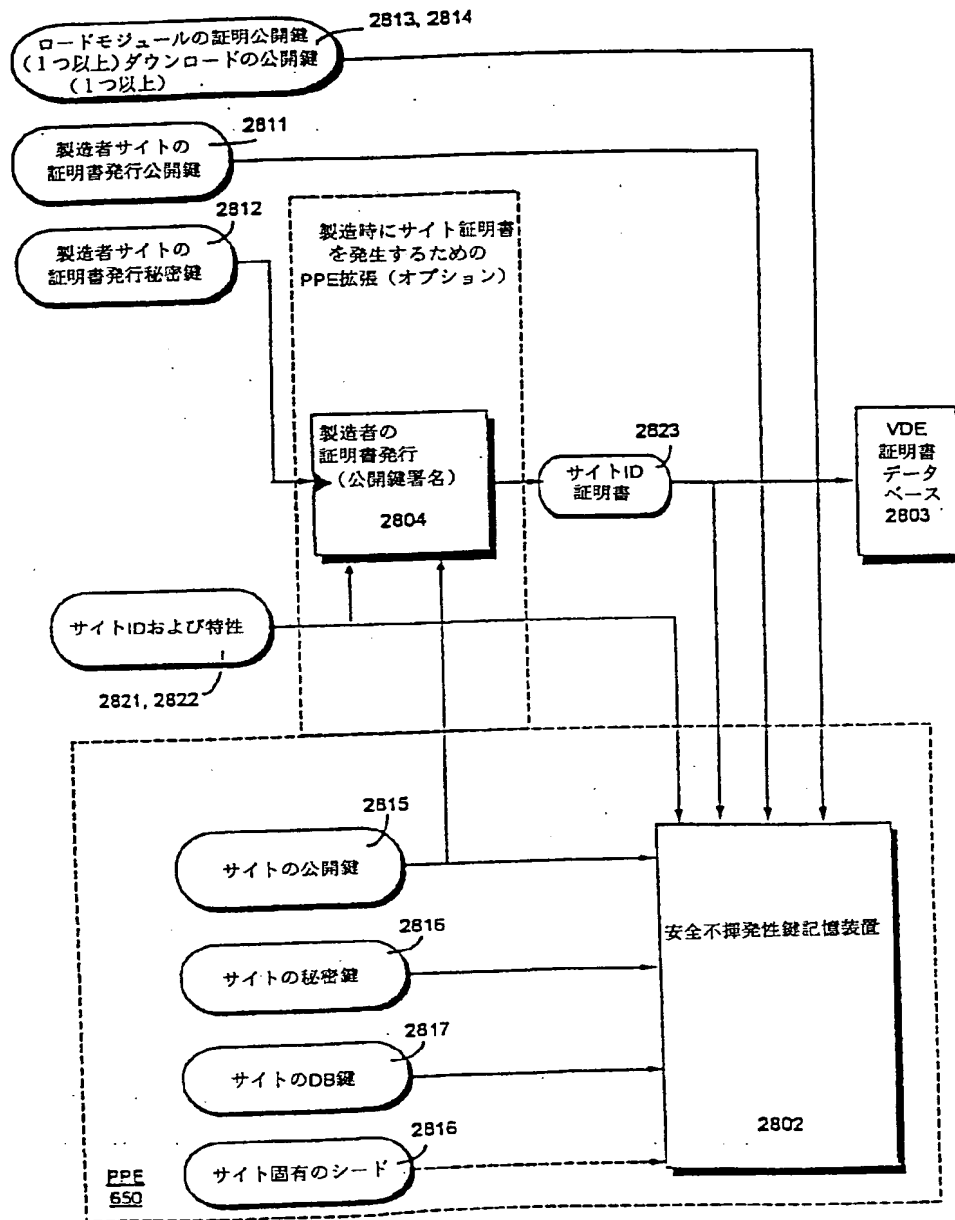 2813, 2814
ロードモジュールの証明公開鍵
(1つ以上)ダウンロードの公開鍵
(1つ以上)
2811
製造者サイトの
証明書発行公開鍵
2812
製造者サイトの
証明書発行秘密鍵
製造時にサイト証明書
を発生するための
PPE拡張(オプション)
製造者の
証明書発行
(公開鍵署名)
2804
2823
サイトID
証明書
VDE
証明書
データ
ベース
2803
サイトIDおよび特性
2821, 2822
2815
サイトの公開鍵
2816
サイトの秘密鍵
2817
サイトのDB鍵
2816
サイト固有のシード
安全不揮発性鍵記憶装置
2802
PPE
650